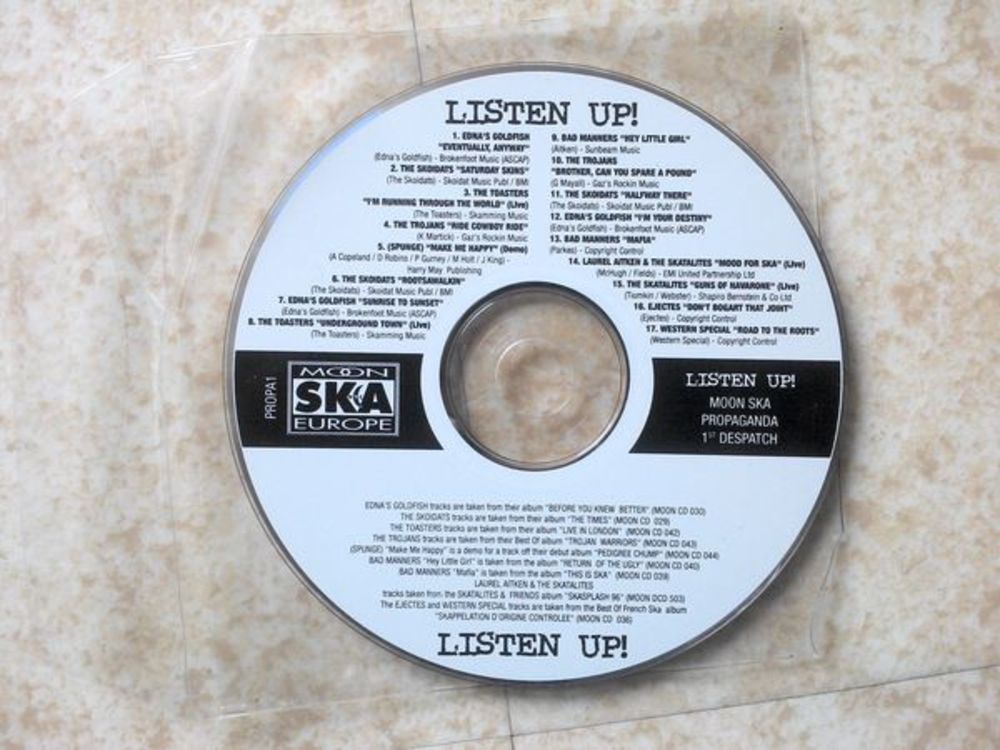 LISTEN UP!
1. EDNA'S GOLDFISH
"EVENTUALLY, ANYWAY"
(Edna's Goldfish) - Brokenfoot Music (ASCAP)
2. THE SKOIDATS "SATURDAY SKINS"
(The Skoidats) - Skoidat Music Publ / BMI
3. THE TOASTERS
"I'M RUNNING THROUGH THE WORLD" (Live)
(The Toasters) - Skamming Music
4. THE TROJANS "RIDE COWBOY RIDE"
(K Martick) - Gaz's Rockin Music
5. (SPUNGE) "MAKE ME HAPPY" (Demo)
(A Copeland / D Robins / P Gurney / M Holt / J King) -
Harry May Publishing
6. THE SKOIDATS "ROOTSAWALKIN"
(The Skoidats) - Skoidat Music Publ / BMI
7. EDNA'S GOLDFISH "SUNRISE TO SUNSET"
(Edna's Goldfish) - Brokenfoot Music (ASCAP)
8. THE TOASTERS "UNDERGROUND TOWN" (Live)
(The Toasters) - Skamming Music
9. BAD MANNERS "HEY LITTLE GIRL"
(Aitken) - Sunbeam Music
10. THE TROJANS
"BROTHER, CAN YOU SPARE A POUND"
(G Mayall) - Gaz's Rockin Music
11. THE SKOIDATS "HALFWAY THERE"
(The Skoidats) - Skoidat Music Publ / BMI
12. EDNA'S GOLDFISH "I'M YOUR DESTINY"
(Edna's Goldfish) - Brokenfoot Music (ASCAP)
13. BAD MANNERS "MAFIA"
(Parkes) - Copyright Control
14. LAUREL AITKEN & THE SKATALITES "MOOD FOR SKA" (Live)
(McHugh / Fields) - EMI United Partnership Ltd
15. THE SKATALITES "GUNS OF NAVARONE" (Live)
(Tiomkin / Webster) - Shapiro Bernstein & Co Ltd
16. EJECTES "DON'T BOGART THAT JOINT"
(Ejectes) - Copyright Control
17. WESTERN SPECIAL "ROAD TO THE ROOTS"
(Western Special) - Copyright Control
PROPA1
MOON
SKA
EUROPE
LISTEN UP!
MOON SKA
PROPAGANDA
1ST DESPATCH
EDNA'S GOLDFISH tracks are taken from their album "BEFORE YOU KNEW BETTER" (MOON CD 030)
THE SKOIDATS tracks are taken from their album "THE TIMES" (MOON CD 029)
THE TOASTERS tracks are taken from their album "LIVE IN LONDON" (MOON CD 042)
THE TROJANS tracks are taken from their Best Of album "TROJAN WARRIORS" (MOON CD 043)
(SPUNGE) "Make Me Happy" is a demo for a track off their debut album "PEDIGREE CHUMP" (MOON CD 044)
BAD MANNERS "Hey Little Girl" is taken from the album "RETURN OF THE UGLY" (MOON CD 040)
BAD MANNERS "Mafia" is taken from the album "THIS IS SKA" (MOON CD 039)
LAUREL AITKEN & THE SKATALITES
tracks taken from the SKATALITES & FRIENDS album "SKASPLASH 96" (MOON DCD 503)
The EJECTES and WESTERN SPECIAL tracks are taken from the Best Of French Ska album
"SKAPPELATION D'ORIGINE CONTROLEE" (MOON CD 036)
LISTEN UP!